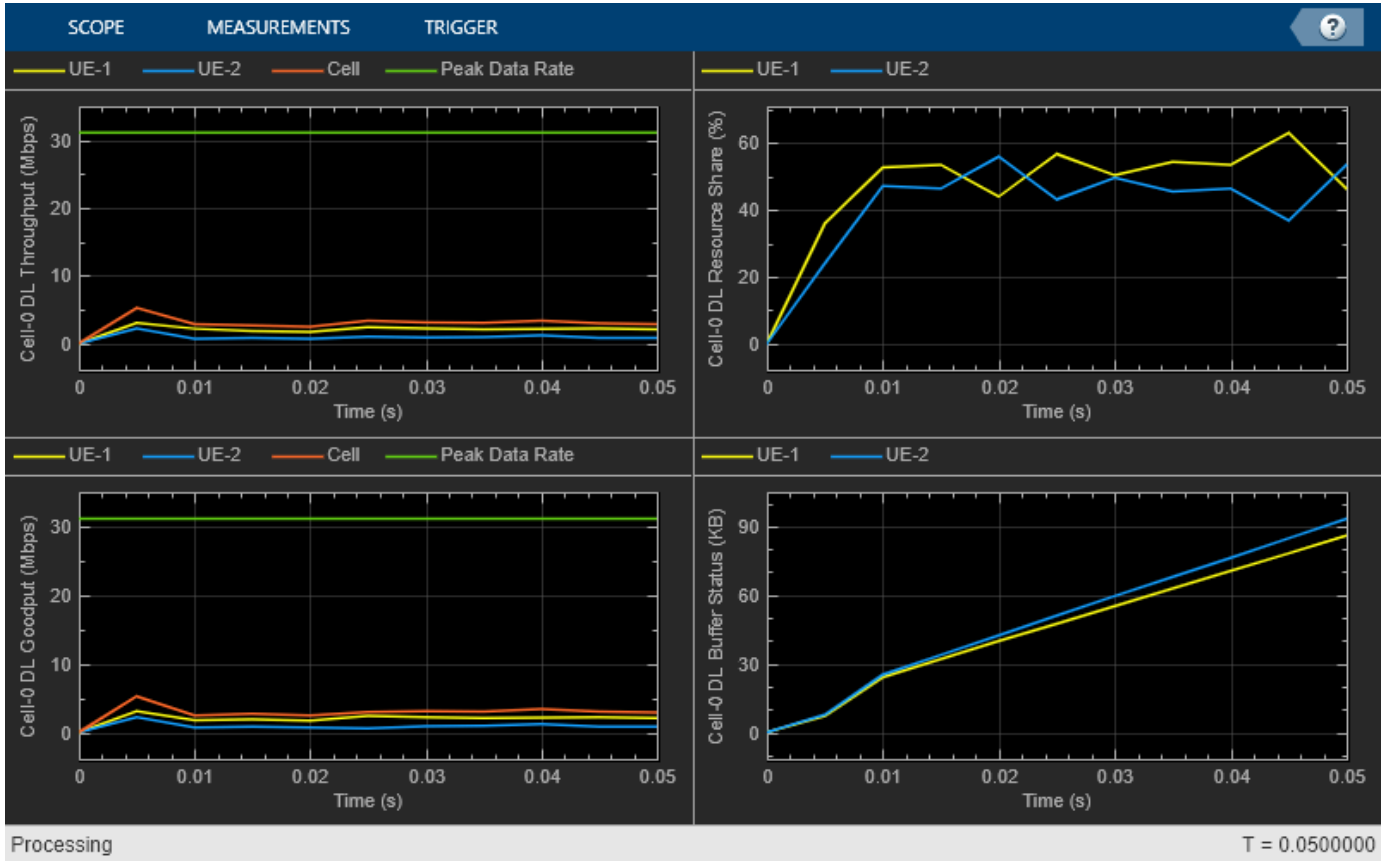 SCOPE MEASUREMENTS TRIGGER ?
UE-1 UE-2 Cell Peak Data Rate
Cell-0 DL Throughput (Mbps)
30
20
10
0
0 0.01 0.02 0.03 0.04 0.05
Time (s)
UE-1 UE-2
Cell-0 DL Resource Share (%)
60
40
20
0
0 0.01 0.02 0.03 0.04 0.05
Time (s)
UE-1 UE-2 Cell Peak Data Rate
Cell-0 DL Goodput (Mbps)
30
20
10
0
0 0.01 0.02 0.03 0.04 0.05
Time (s)
UE-1 UE-2
Cell-0 DL Buffer Status (KB)
90
60
30
0
0 0.01 0.02 0.03 0.04 0.05
Time (s)
Processing T = 0.0500000